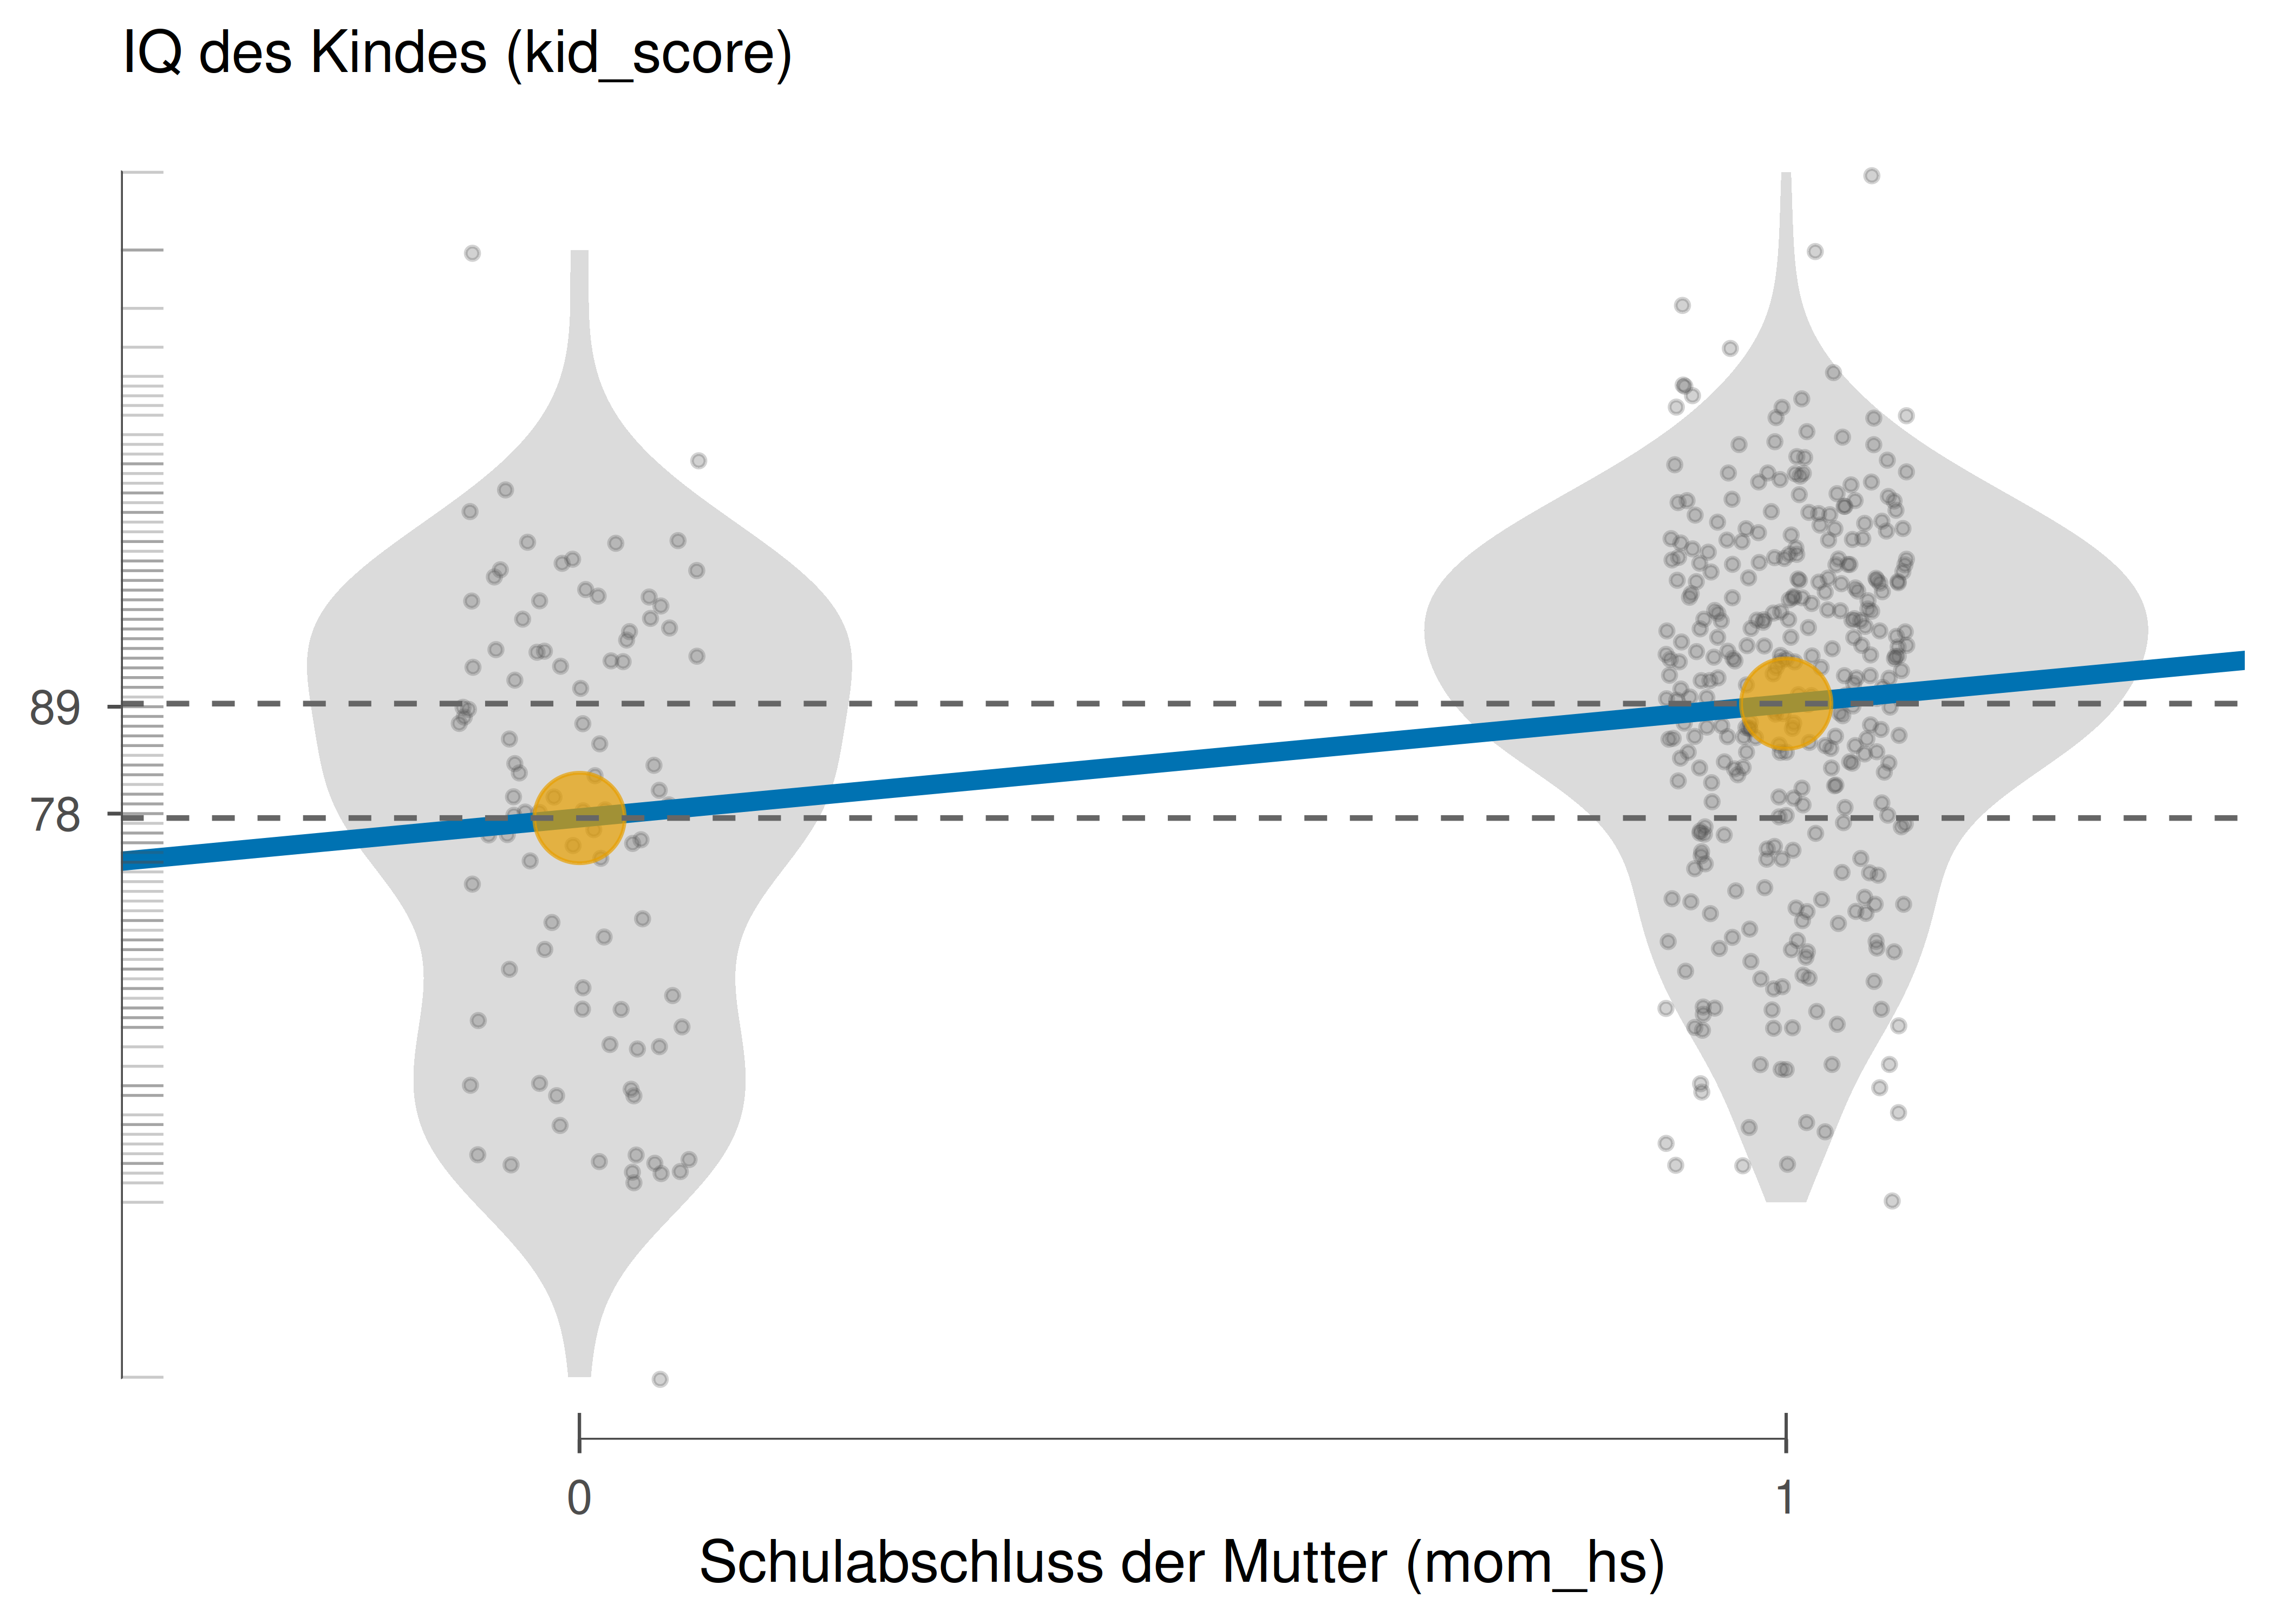 IQ des Kindes (kid_score)
89
78
0
1
Schulabschluss der Mutter (mom_hs)